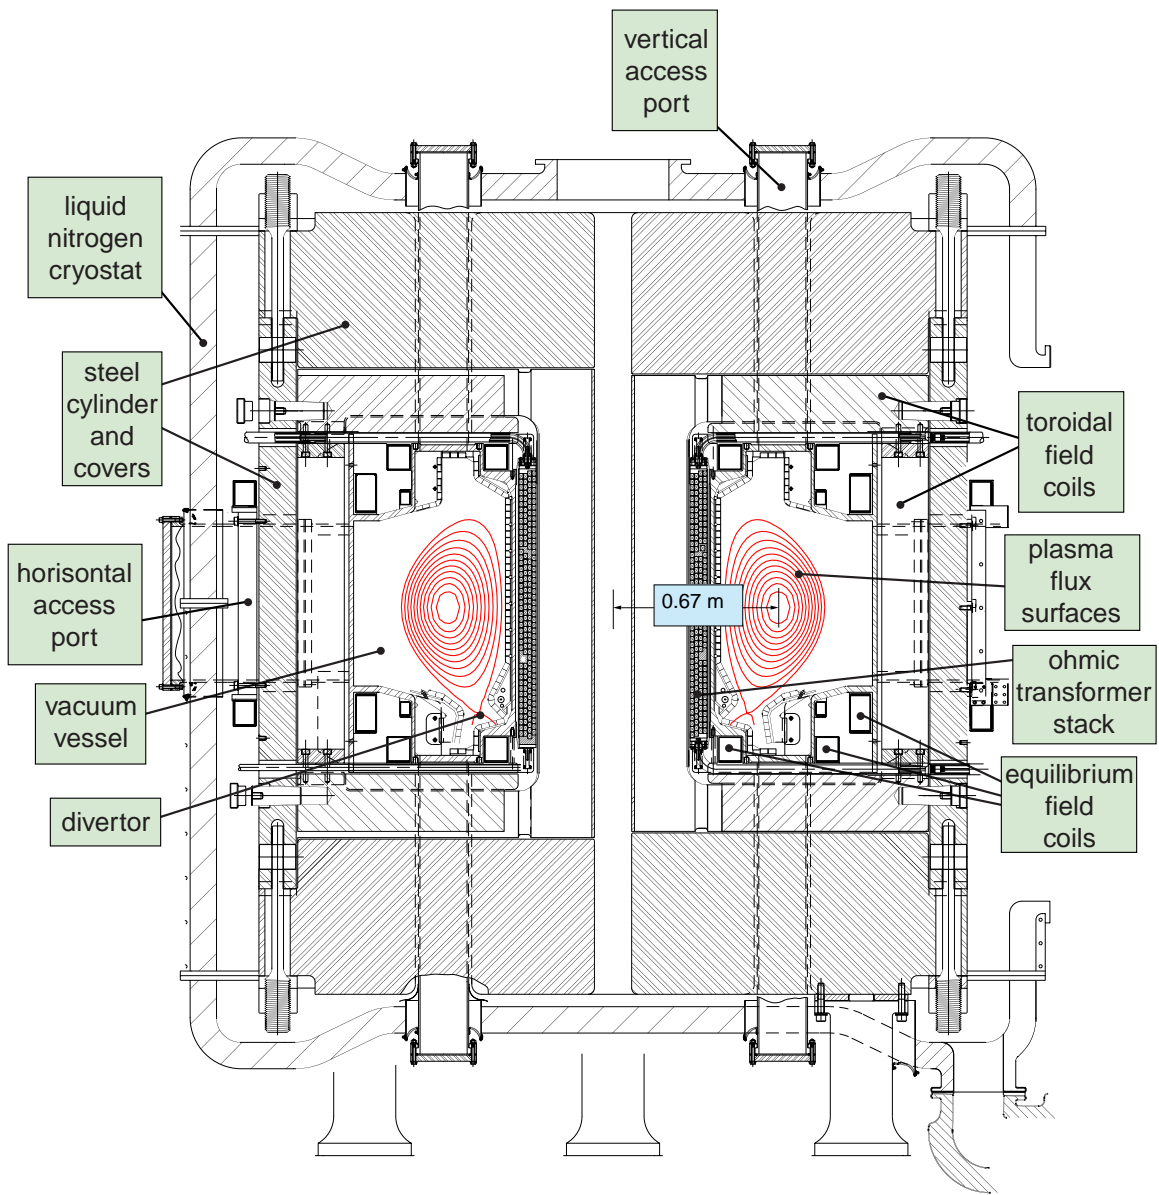 vertical
access
port
liquid
nitrogen
cryostat
steel
cylinder
and
covers
toroidal
field
coils
horisontal
access
port
plasma
flux
surfaces
0.67 m
vacuum
vessel
ohmic
transformer
stack
divertor
equilibrium
field
coils